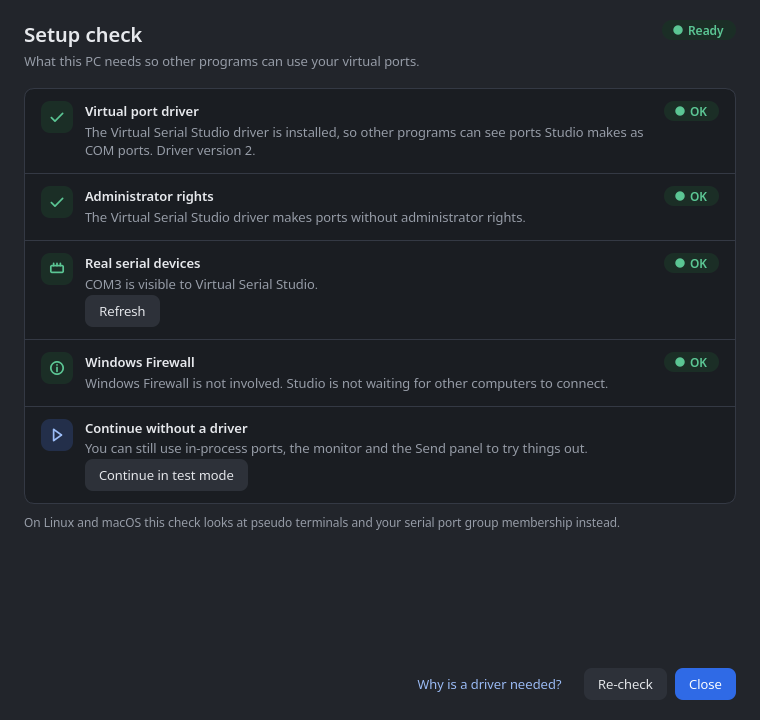 Setup check
Ready
What this PC needs so other programs can use your virtual ports.
Virtual port driver
OK
The Virtual Serial Studio driver is installed, so other programs can see ports Studio makes as
COM ports. Driver version 2.
Administrator rights
OK
The Virtual Serial Studio driver makes ports without administrator rights.
Real serial devices
OK
COM3 is visible to Virtual Serial Studio.
Refresh
Windows Firewall
OK
Windows Firewall is not involved. Studio is not waiting for other computers to connect.
Continue without a driver
You can still use in-process ports, the monitor and the Send panel to try things out.
Continue in test mode
On Linux and macOS this check looks at pseudo terminals and your serial port group membership instead.
Why is a driver needed?
Re-check
Close